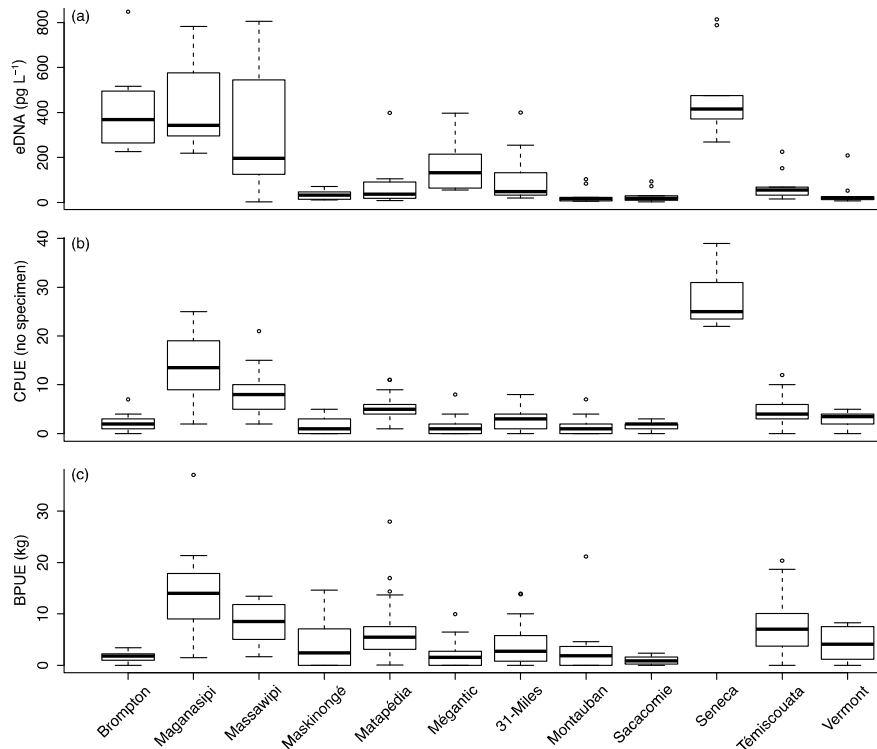 (a)
eDNA (pg L⁻¹)
0
200
400
600
800
(b)
CPUE (no specimen)
0
10
20
30
40
(c)
BPUE (kg)
0
10
20
30
Brompton
Maganasipi
Massawipi
Maskinongé
Matapédia
Mégantic
31-Miles
Montauban
Sacacomie
Seneca
Témiscouata
Vermont